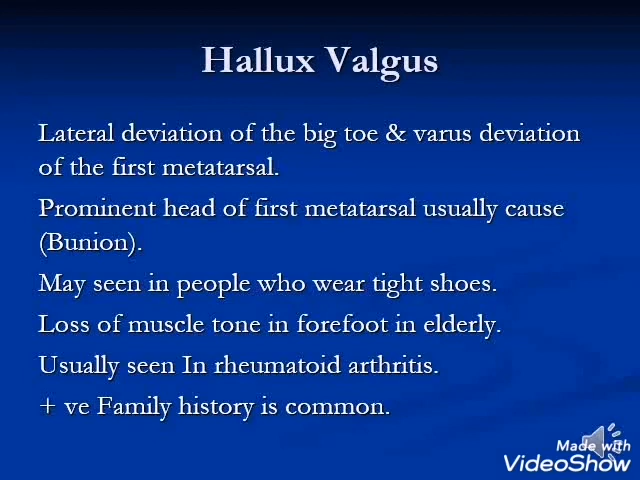 Hallux Valgus
Lateral deviation of the big toe & varus deviation
of the first metatarsal.
Prominent head of first metatarsal usually cause
(Bunion).
May seen in people who wear tight shoes.
Loss of muscle tone in forefoot in elderly.
Usually seen In rheumatoid arthritis.
+ ve Family history is common.
Made with
VideoShow